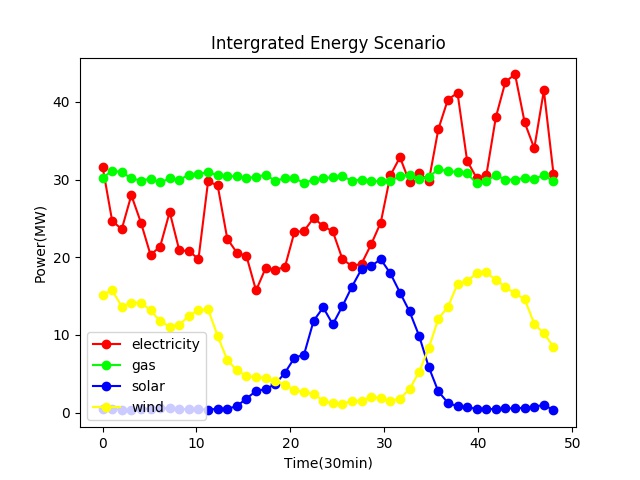 Intergrated Energy Scenario
Power(MW)
40
30
20
10
0
electricity
gas
solar
wind
0 10 20 30 40 50
Time(30min)